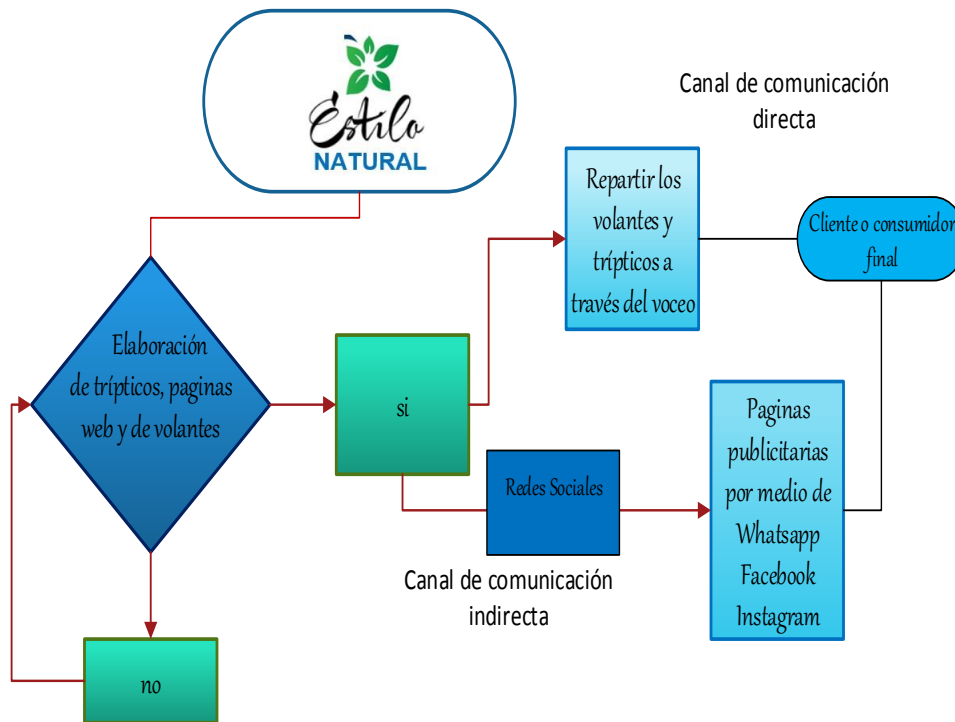 Estilo
NATURAL
Canal de comunicación
directa
Repartir los
volantes y
trípticos a
través del voceo
Cliente o consumidor
final
Elaboración
de trípticos, paginas
web y de volantes
si
Redes Sociales
Paginas
publicitarias
por medio de
Whatsapp
Facebook
Instagram
Canal de comunicación
indirecta
no